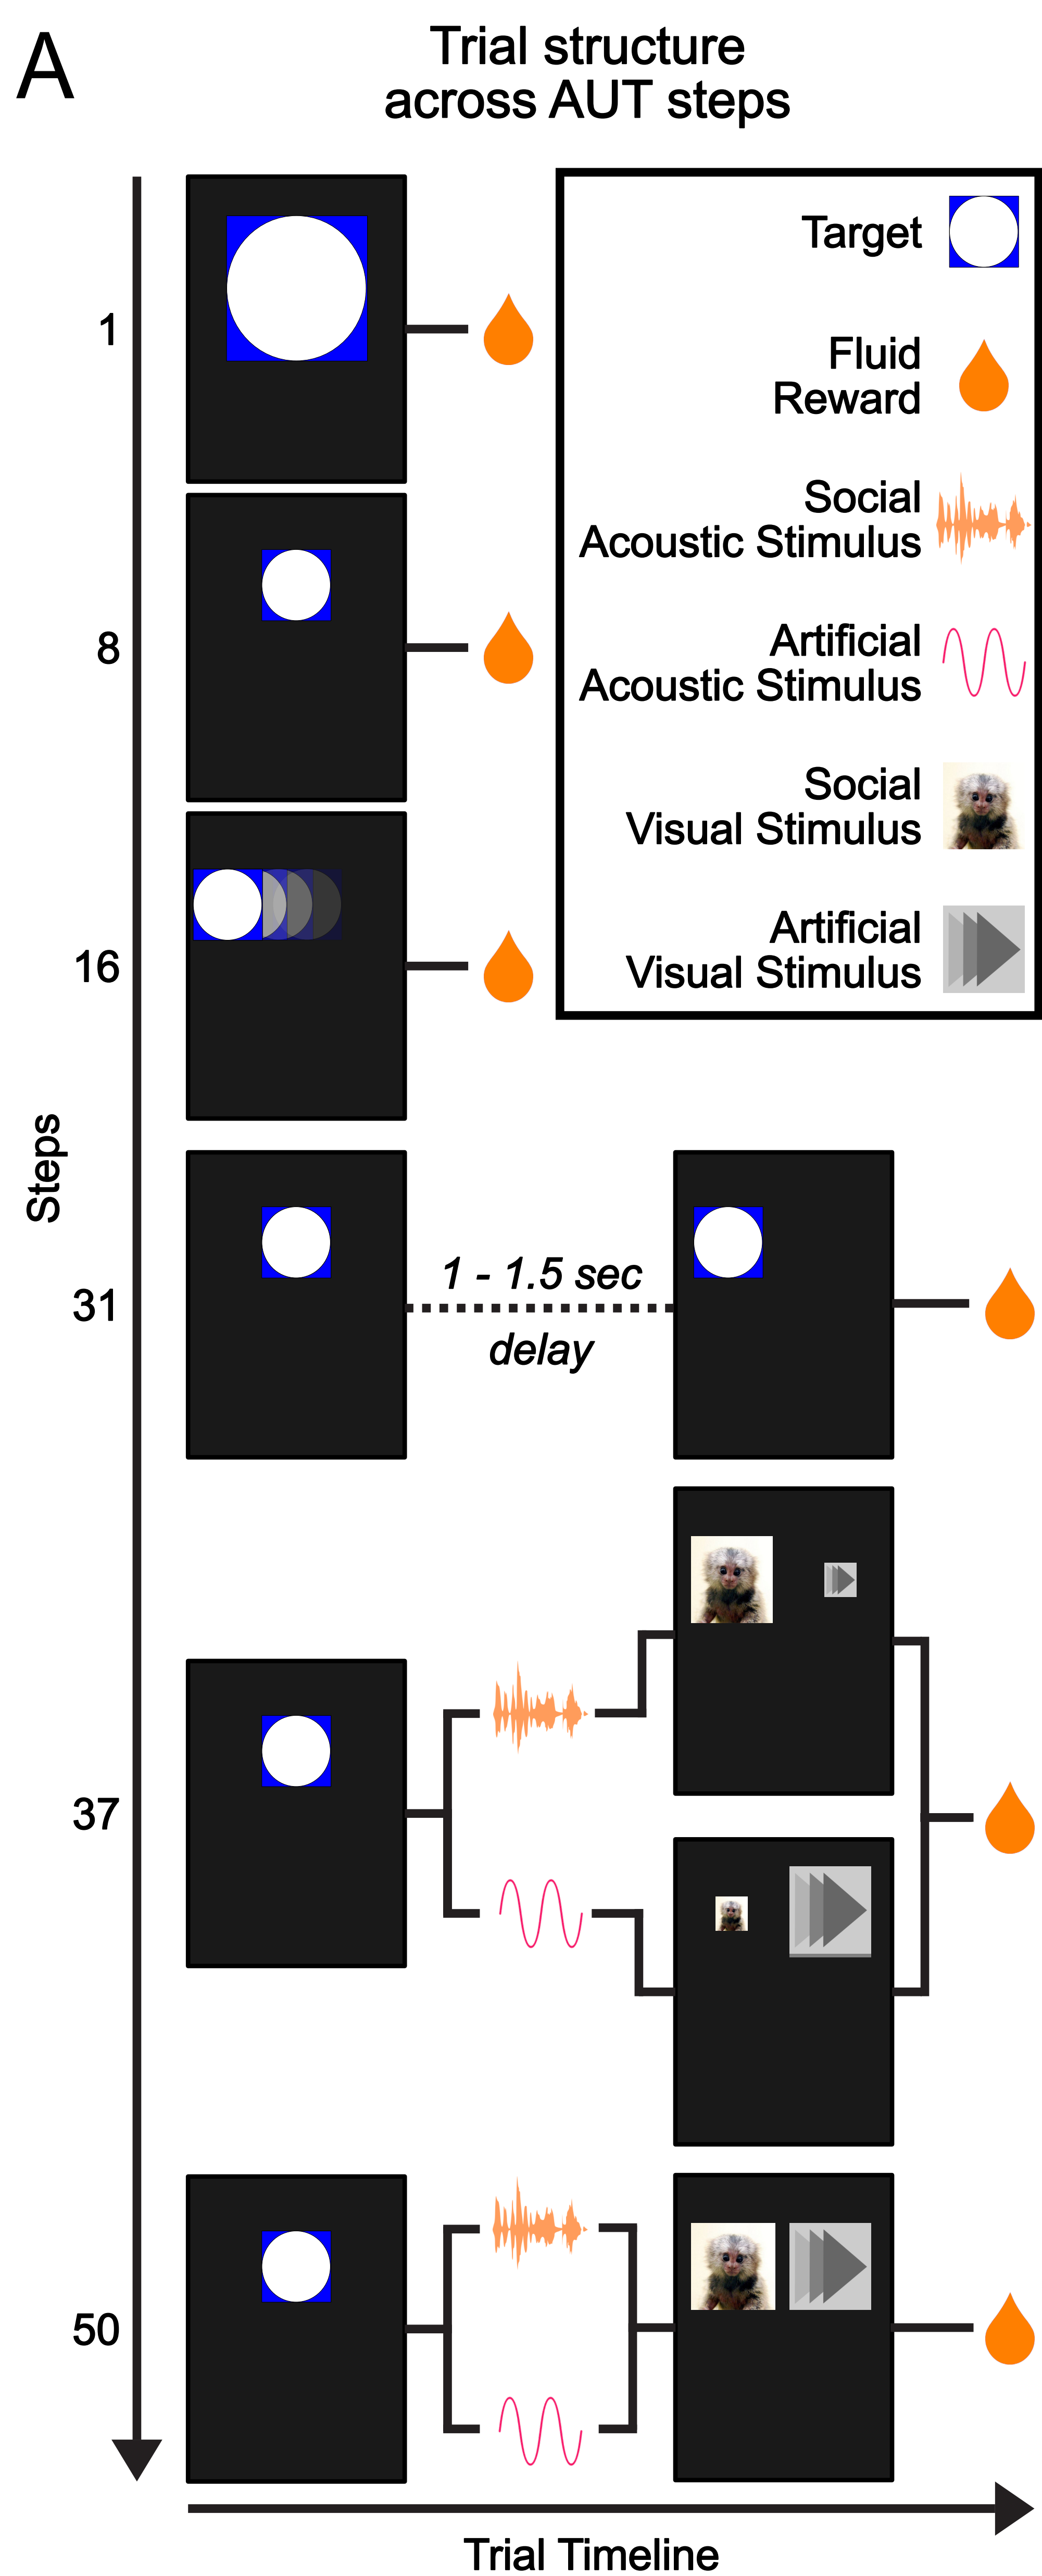 A
Trial structure
across AUT steps
Target
Fluid
Reward
Social
Acoustic Stimulus
Artificial
Acoustic Stimulus
Social
Visual Stimulus
Artificial
Visual Stimulus
Steps
1
8
16
31
1 - 1.5 sec
delay
37
50
Trial Timeline